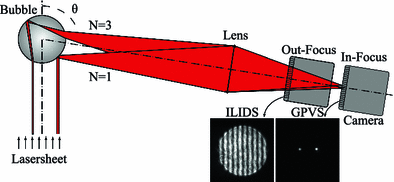 Bubble
θ
N=3
Lens
Out-Focus
In-Focus
N=1
ILIDS
GPVS
Camera
Lasersheet